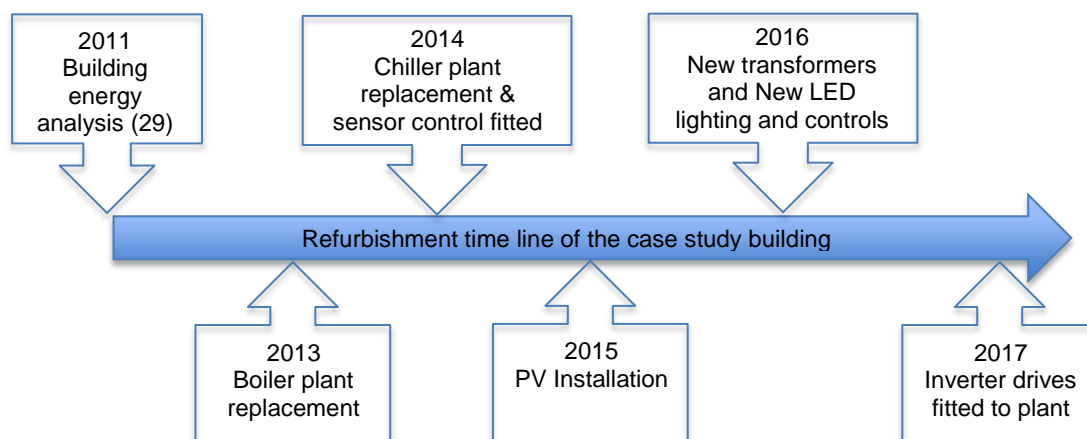 2011
Building
energy
analysis (29)
2014
Chiller plant
replacement &
sensor control fitted
2016
New transformers
and New LED
lighting and controls
Refurbishment time line of the case study building
2013
Boiler plant
replacement
2015
PV Installation
2017
Inverter drives
fitted to plant